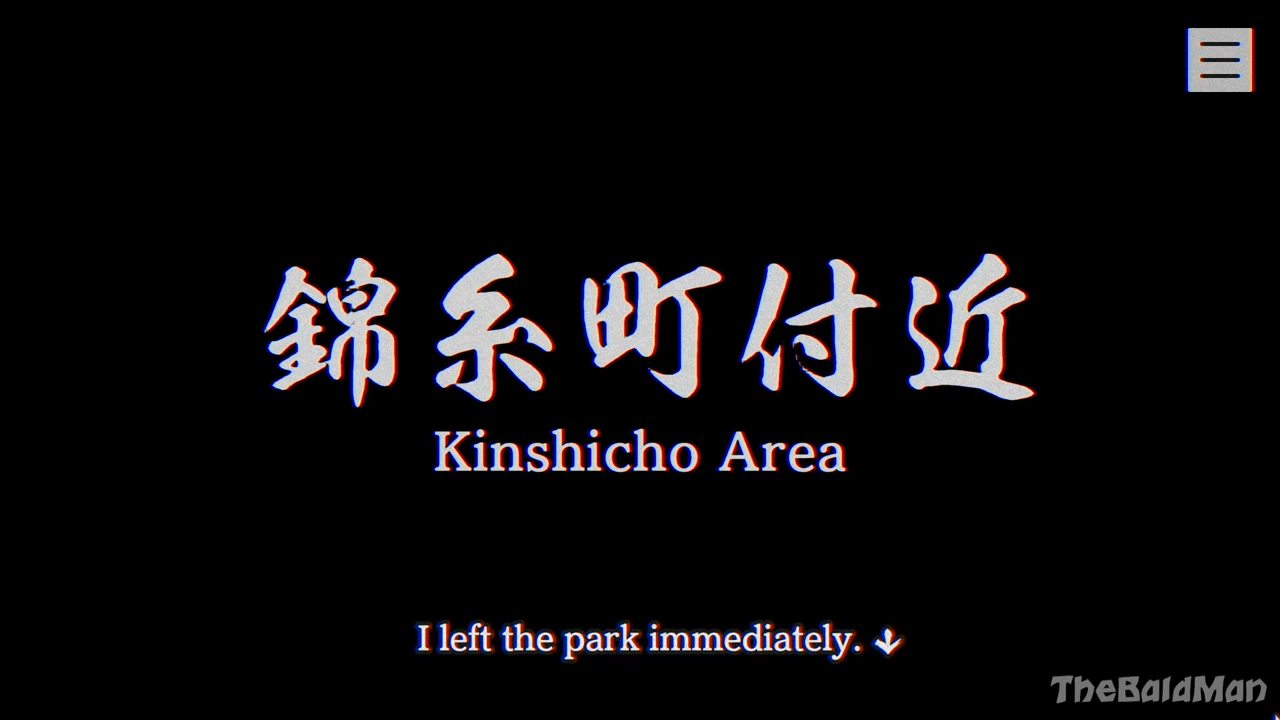 錦糸町付近
Kinshicho Area
I left the park immediately.
TheBaldMan